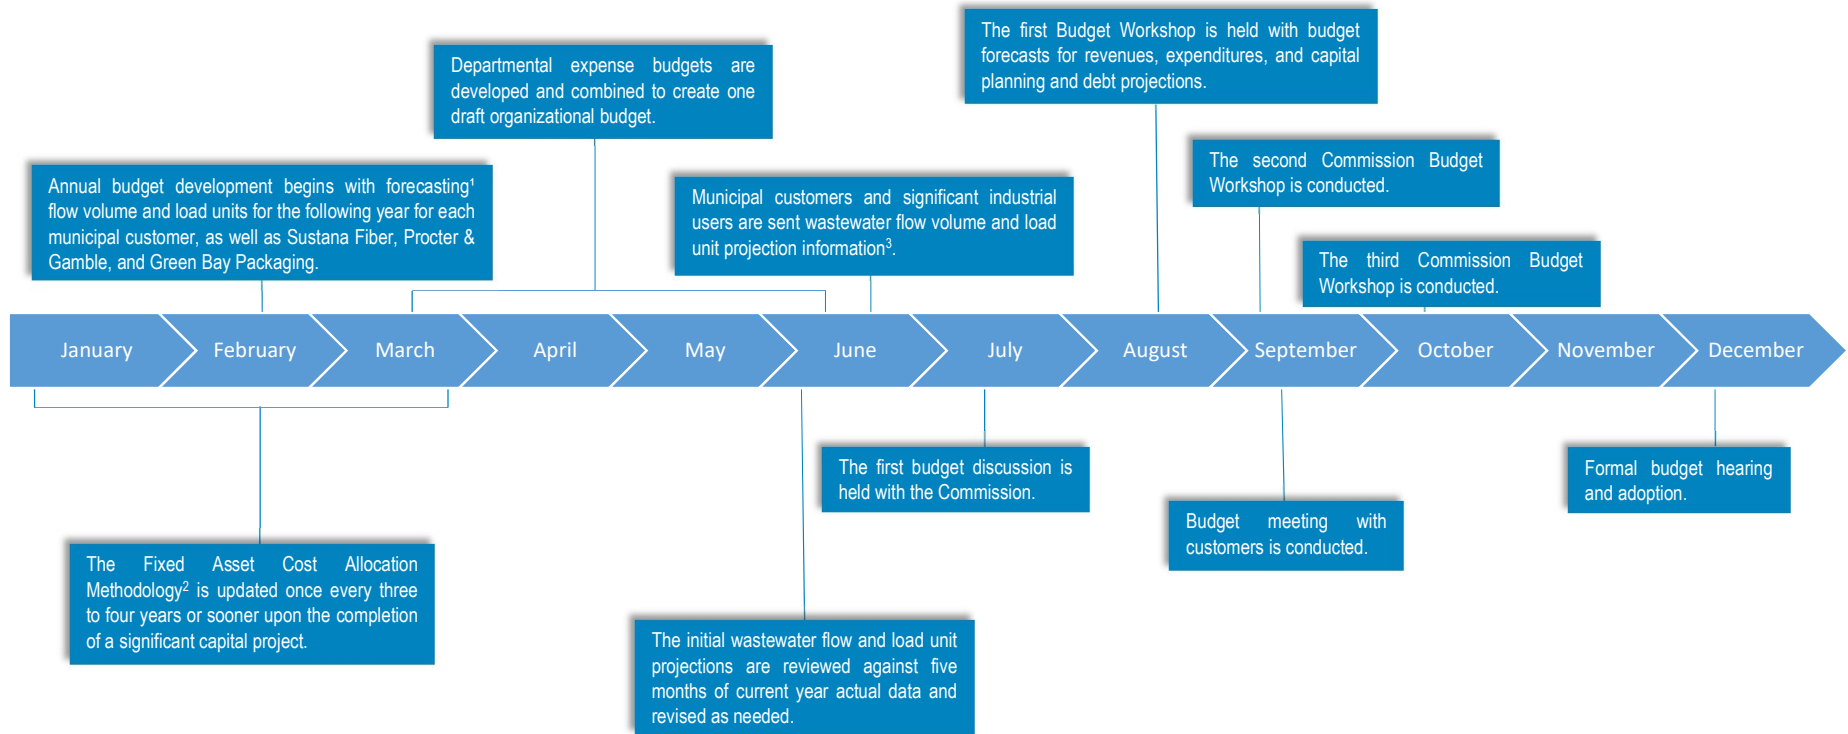 The first Budget Workshop is held with budget
forecasts for revenues, expenditures, and capital
planning and debt projections.
Departmental expense budgets are
developed and combined to create one
draft organizational budget.
The second Commission Budget
Workshop is conducted.
Annual budget development begins with forecasting¹
flow volume and load units for the following year for each
municipal customer, as well as Sustana Fiber, Procter &
Gamble, and Green Bay Packaging.
Municipal customers and significant industrial
users are sent wastewater flow volume and load
unit projection information³.
The third Commission Budget
Workshop is conducted.
January
February
March
April
May
June
July
August
September
October
November
December
The first budget discussion is
held with the Commission.
Formal budget hearing
and adoption.
Budget meeting with
customers is conducted.
The Fixed Asset Cost Allocation
Methodology² is updated once every three
to four years or sooner upon the completion
of a significant capital project.
The initial wastewater flow and load unit
projections are reviewed against five
months of current year actual data and
revised as needed.